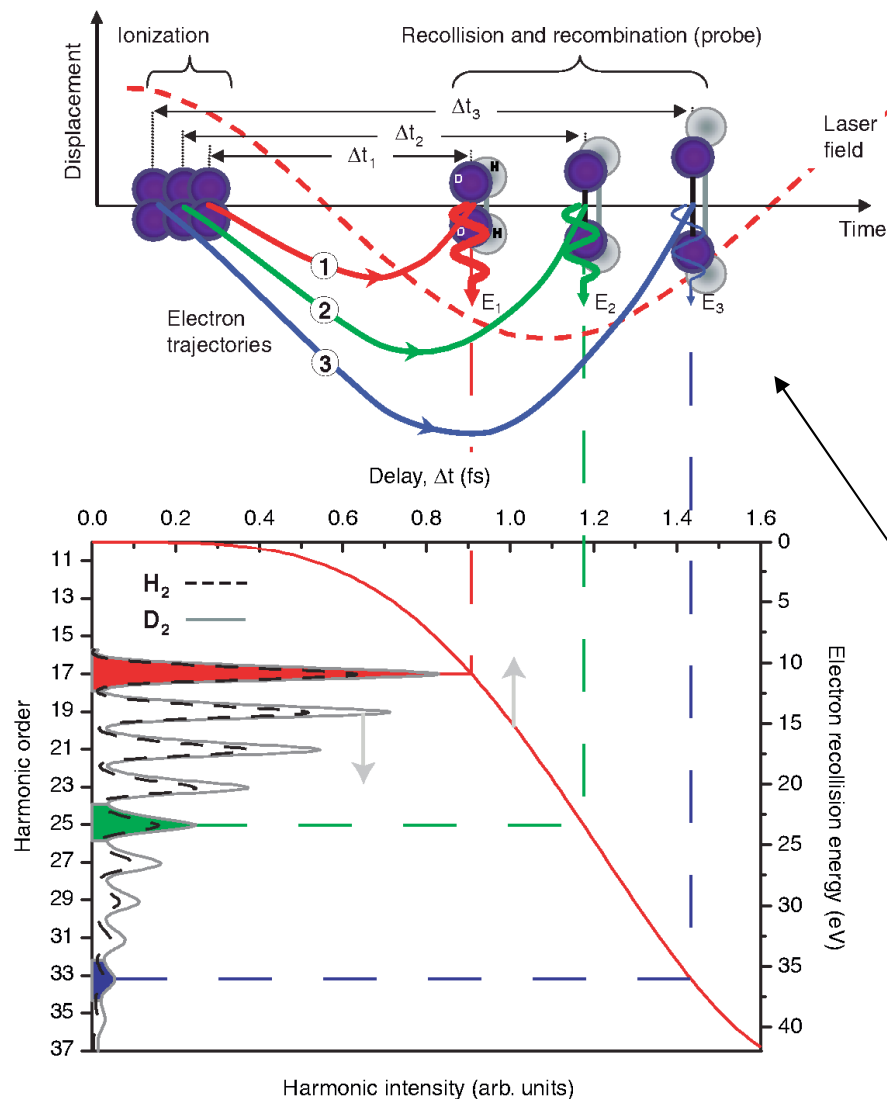 Ionization
Recollision and recombination (probe)
Displacement
Δt3
Δt2
Δt1
Laser
field
D
H
D
H
Time
1
2
3
E1
E2
E3
Electron
trajectories
Delay, Δt (fs)
0.0 0.2 0.4 0.6 0.8 1.0 1.2 1.4 1.6
H2
D2
Harmonic order
11
13
15
17
19
21
23
25
27
29
31
33
35
37
Electron recollision energy (eV)
0
5
10
15
20
25
30
35
40
Harmonic intensity (arb. units)